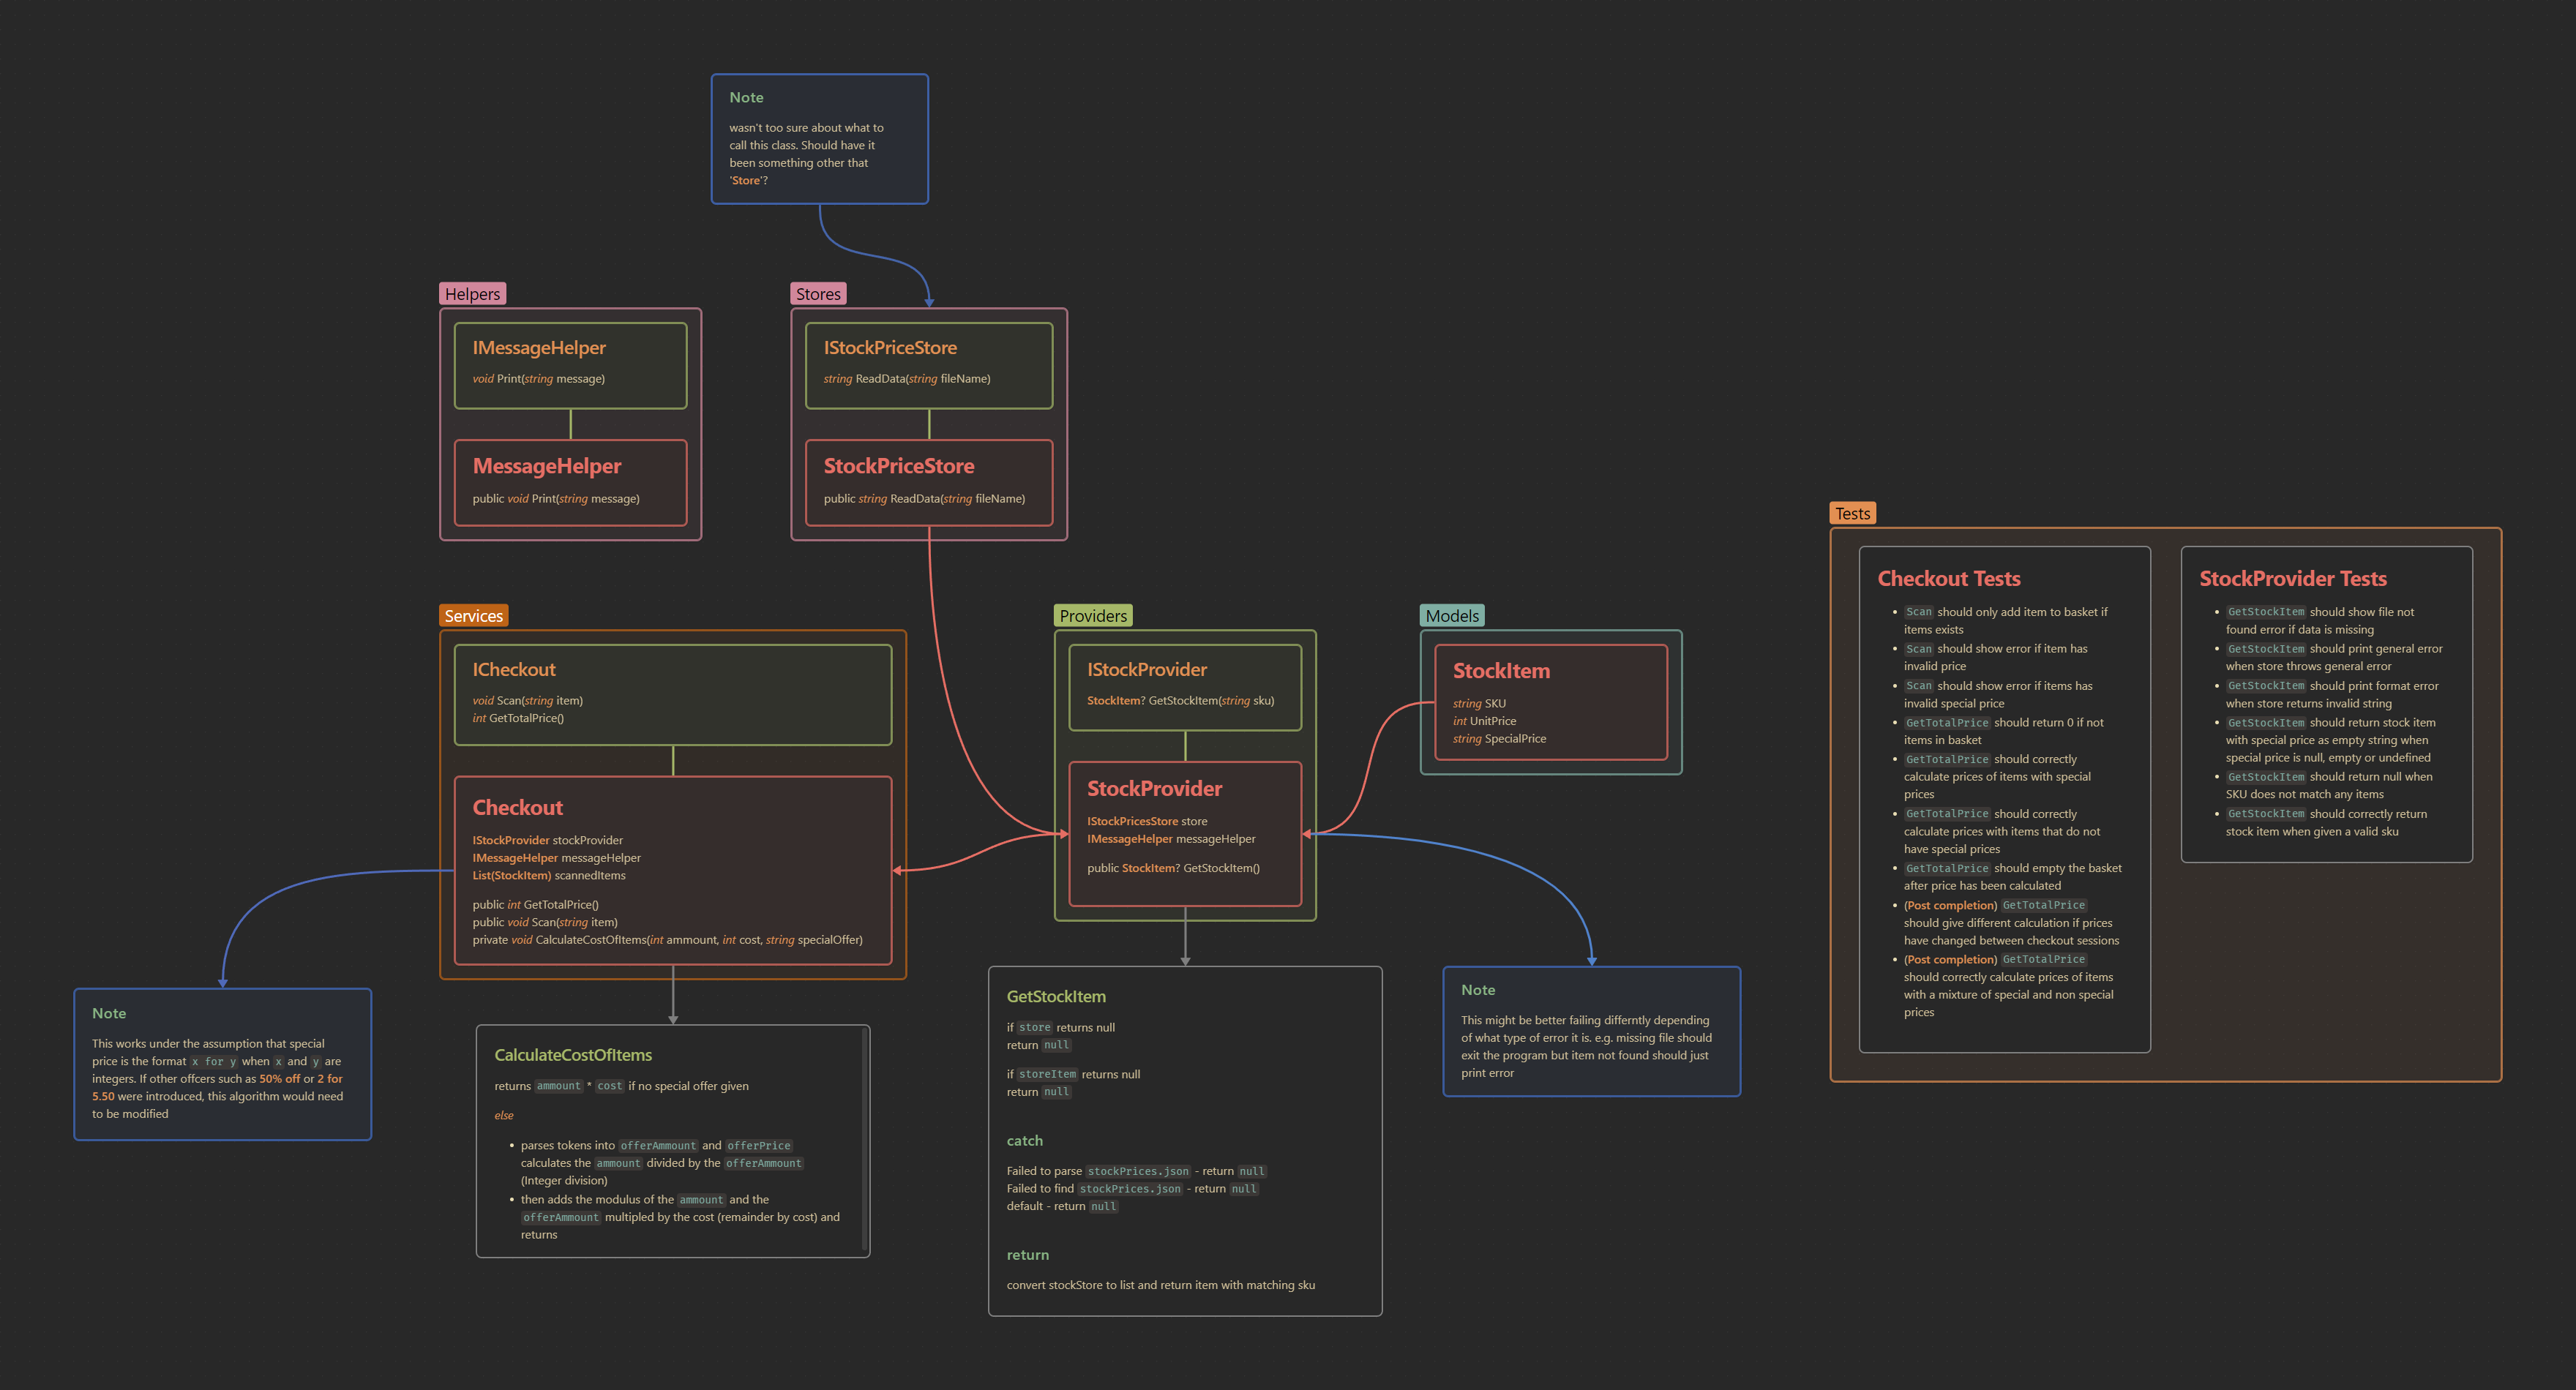 Note
wasn't too sure about what to
call this class. Should have it
been something other that
'Store'?
Helpers
IMessageHelper
void Print(string message)
MessageHelper
public void Print(string message)
Stores
IStockPriceStore
string ReadData(string fileName)
StockPriceStore
public string ReadData(string fileName)
Services
ICheckout
void Scan(string item)
int GetTotalPrice()
Checkout
IStockProvider stockProvider
IMessageHelper messageHelper
List(StockItem) scannedItems
public int GetTotalPrice()
public void Scan(string item)
private void CalculateCostOfItems(int ammount, int cost, string specialOffer)
Providers
IStockProvider
StockItem? GetStockItem(string sku)
StockProvider
IStockPricesStore store
IMessageHelper messageHelper
public StockItem? GetStockItem()
Models
StockItem
string SKU
int UnitPrice
string SpecialPrice
Note
This works under the assumption that special
price is the format x for y when x and y are
integers. If other offcers such as 50% off or 2 for
5.50 were introduced, this algorithm would need
to be modified
CalculateCostOfItems
returns ammount * cost if no special offer given
else
• parses tokens into offerAmmount and offerPrice
calculates the ammount divided by the offerAmmount
(Integer division)
• then adds the modulus of the ammount and the
offerAmmount multipled by the cost (remainder by cost) and
returns
GetStockItem
if store returns null
return null
if storeItem returns null
return null
catch
Failed to parse stockPrices.json - return null
Failed to find stockPrices.json - return null
default - return null
return
convert stockStore to list and return item with matching sku
Note
This might be better failing differntly depending
of what type of error it is. e.g. missing file should
exit the program but item not found should just
print error
Tests
Checkout Tests
• Scan should only add item to basket if
items exists
• Scan should show error if item has
invalid price
• Scan should show error if items has
invalid special price
• GetTotalPrice should return 0 if not
items in basket
• GetTotalPrice should correctly
calculate prices of items with special
prices
• GetTotalPrice should correctly
calculate prices with items that do not
have special prices
• GetTotalPrice should empty the basket
after price has been calculated
• (Post completion) GetTotalPrice
should give different calculation if prices
have changed between checkout sessions
• (Post completion) GetTotalPrice
should correctly calculate prices of items
with a mixture of special and non special
prices
StockProvider Tests
• GetStockItem should show file not
found error if data is missing
• GetStockItem should print general error
when store throws general error
• GetStockItem should print format error
when store returns invalid string
• GetStockItem should return stock item
with special price as empty string when
special price is null, empty or undefined
• GetStockItem should return null when
SKU does not match any items
• GetStockItem should correctly return
stock item when given a valid sku